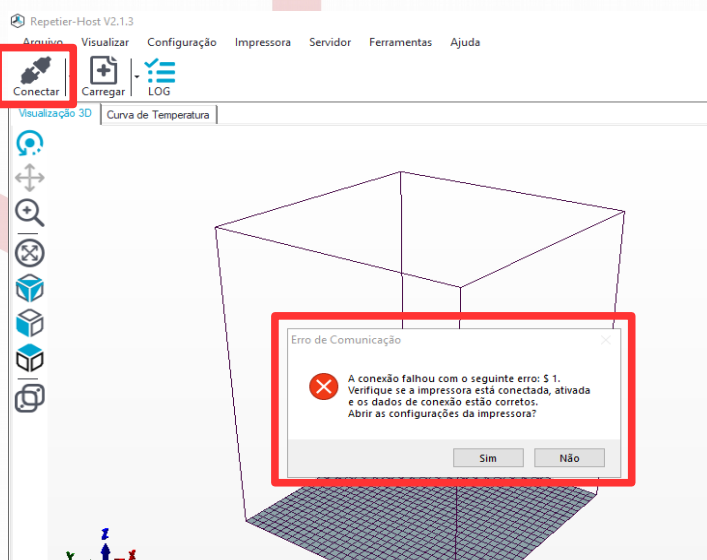 Repetier-Host V2.1.3
Arquivo Visualizar Configuração Impressora Servidor Ferramentas Ajuda
Conectar Carregar LOG
Visualização 3D Curva de Temperatura
Erro de Comunicação
A conexão falhou com o seguinte erro: $ 1.
Verifique se a impressora está conectada, ativada
e os dados de conexão estão corretos.
Abrir as configurações da impressora?
Sim Não
Z
Y X